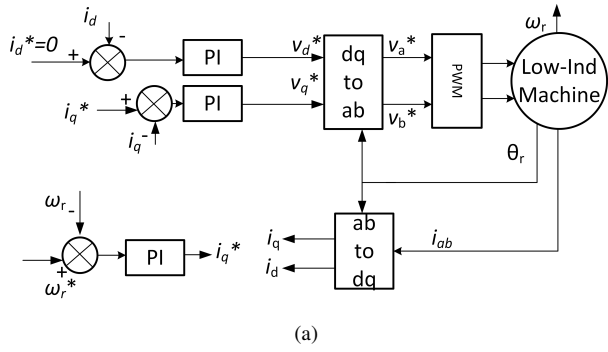 i_d
ω_r
i_d*=0
+
-
PI
v_d*
dq
to
ab
v_a*
PWM
Low-Ind
Machine
i_q*
+
i_q
-
PI
v_q*
v_b*
θ_r
ω_r
-
+
ω_r*
PI
i_q*
i_q
i_d
ab
to
dq
i_ab
(a)